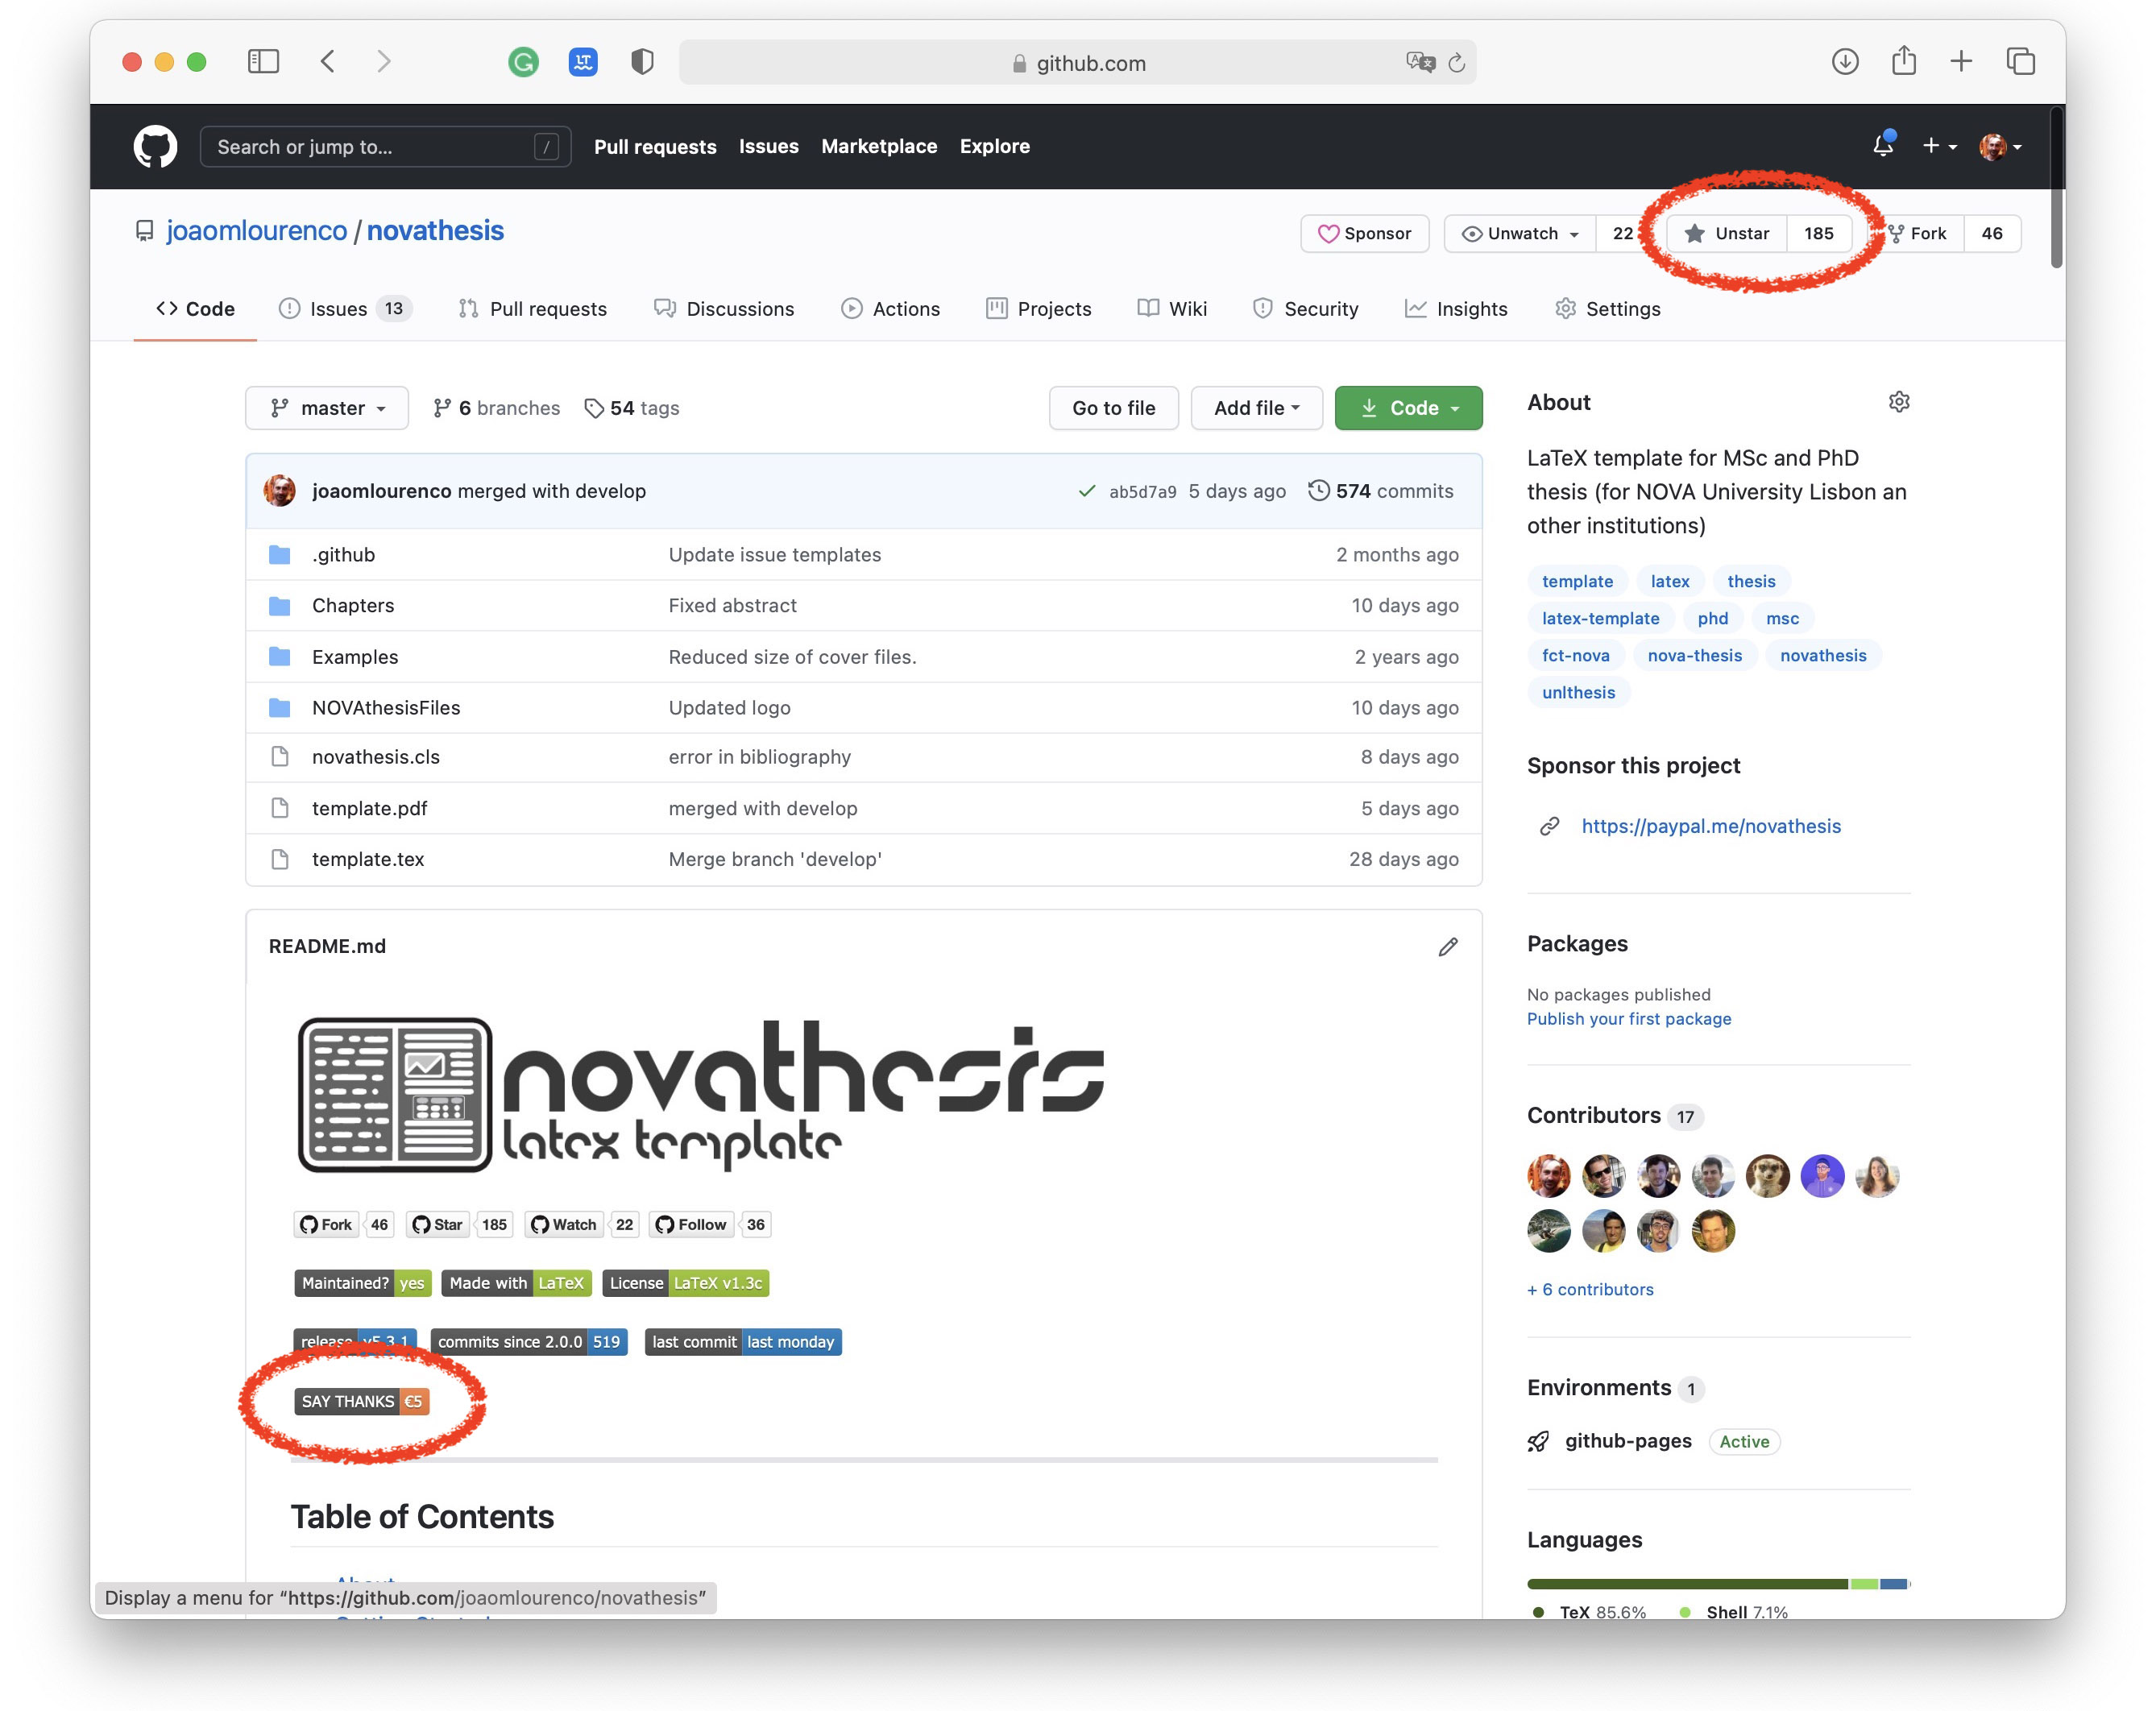 github.com
Search or jump to... / Pull requests Issues Marketplace Explore
joaomlourenco / novathesis Sponsor Unwatch 22 Unstar 185 Fork 46
Code Issues 13 Pull requests Discussions Actions Projects Wiki Security Insights Settings
master 6 branches 54 tags Go to file Add file Code
joaomlourenco merged with develop ab5d7a9 5 days ago 574 commits
.github Update issue templates 2 months ago
Chapters Fixed abstract 10 days ago
Examples Reduced size of cover files. 2 years ago
NOVAthesisFiles Updated logo 10 days ago
novathesis.cls error in bibliography 8 days ago
template.pdf merged with develop 5 days ago
template.tex Merge branch 'develop' 28 days ago
README.md
novathesis
latex template
Fork 46 Star 185 Watch 22 Follow 36
Maintained? yes Made with LaTeX License LaTeX v1.3c
release v5.3.1 commits since 2.0.0 519 last commit last monday
SAY THANKS €5
Table of Contents
About
Display a menu for “https://github.com/joaomlourenco/novathesis”
About
LaTeX template for MSc and PhD
thesis (for NOVA University Lisbon an
other institutions)
template latex thesis
latex-template phd msc
fct-nova nova-thesis novathesis
unlthesis
Sponsor this project
https://paypal.me/novathesis
Packages
No packages published
Publish your first package
Contributors 17
+ 6 contributors
Environments 1
github-pages Active
Languages
TeX 85.6% Shell 7.1%